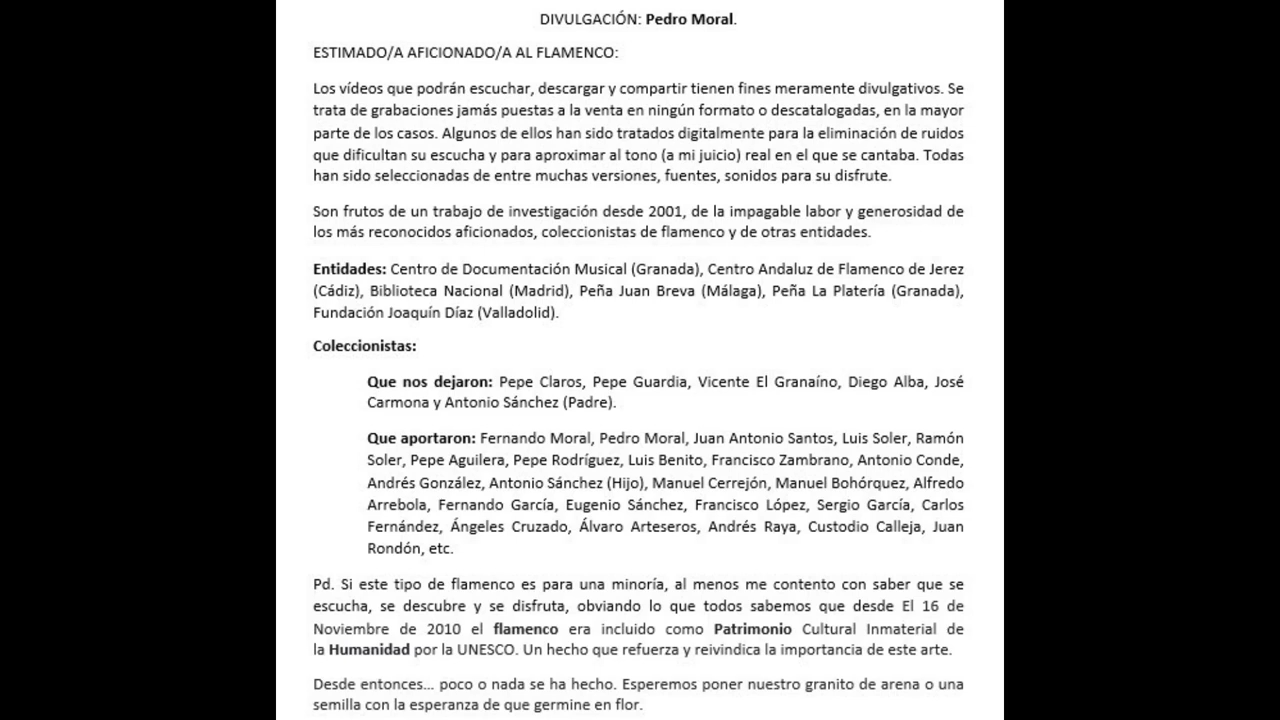 DIVULGACIÓN: Pedro Moral.
ESTIMADO/A AFICIONADO/A AL FLAMENCO:
Los vídeos que podrán escuchar, descargar y compartir tienen fines meramente divulgativos. Se
trata de grabaciones jamás puestas a la venta en ningún formato o descatalogadas, en la mayor
parte de los casos. Algunos de ellos han sido tratados digitalmente para la eliminación de ruidos
que dificultan su escucha y para aproximar al tono (a mi juicio) real en el que se cantaba. Todas
han sido seleccionadas de entre muchas versiones, fuentes, sonidos para su disfrute.
Son frutos de un trabajo de investigación desde 2001, de la impagable labor y generosidad de
los más reconocidos aficionados, coleccionistas de flamenco y de otras entidades.
Entidades: Centro de Documentación Musical (Granada), Centro Andaluz de Flamenco de Jerez
(Cádiz), Biblioteca Nacional (Madrid), Peña Juan Breva (Málaga), Peña La Platería (Granada),
Fundación Joaquín Díaz (Valladolid).
Coleccionistas:
Que nos dejaron: Pepe Claros, Pepe Guardia, Vicente El Granaíno, Diego Alba, José
Carmona y Antonio Sánchez (Padre).
Que aportaron: Fernando Moral, Pedro Moral, Juan Antonio Santos, Luis Soler, Ramón
Soler, Pepe Aguilera, Pepe Rodríguez, Luis Benito, Francisco Zambrano, Antonio Conde,
Andrés González, Antonio Sánchez (Hijo), Manuel Cerrejón, Manuel Bohórquez, Alfredo
Arrebola, Fernando García, Eugenio Sánchez, Francisco López, Sergio García, Carlos
Fernández, Ángeles Cruzado, Álvaro Arteseros, Andrés Raya, Custodio Calleja, Juan
Rondón, etc.
Pd. Si este tipo de flamenco es para una minoría, al menos me contento con saber que se
escucha, se descubre y se disfruta, obviando lo que todos sabemos que desde El 16 de
Noviembre de 2010 el flamenco era incluido como Patrimonio Cultural Inmaterial de
la Humanidad por la UNESCO. Un hecho que refuerza y reivindica la importancia de este arte.
Desde entonces... poco o nada se ha hecho. Esperemos poner nuestro granito de arena o una
semilla con la esperanza de que germine en flor.